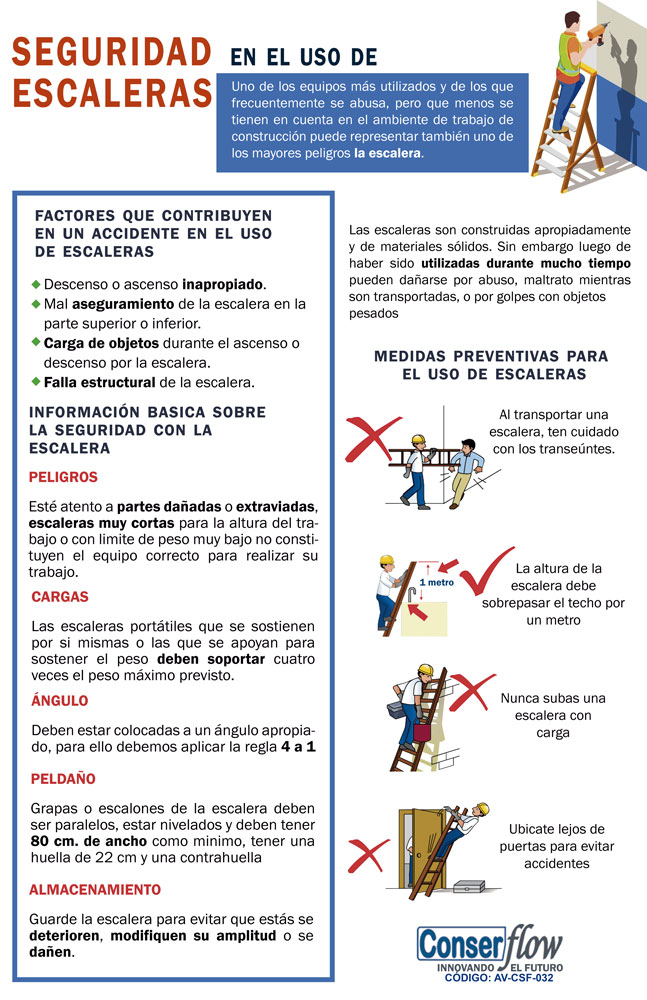 SEGURIDAD EN EL USO DE
ESCALERAS
Uno de los equipos más utilizados y de los que
frecuentemente se abusa, pero que menos se
tienen en cuenta en el ambiente de trabajo de
construcción puede representar también uno de
los mayores peligros la escalera.
FACTORES QUE CONTRIBUYEN
EN UN ACCIDENTE EN EL USO
DE ESCALERAS
Descenso o ascenso inapropiado.
Mal aseguramiento de la escalera en la
parte superior o inferior.
Carga de objetos durante el ascenso o
descenso por la escalera.
Falla estructural de la escalera.
INFORMACIÓN BASICA SOBRE
LA SEGURIDAD CON LA
ESCALERA
PELIGROS
Esté atento a partes dañadas o extraviadas,
escaleras muy cortas para la altura del tra-
bajo o con limite de peso muy bajo no consti-
tuyen el equipo correcto para realizar su
trabajo.
CARGAS
Las escaleras portátiles que se sostienen
por si mismas o las que se apoyan para
sostener el peso deben soportar cuatro
veces el peso máximo previsto.
ÁNGULO
Deben estar colocadas a un ángulo apropia-
do, para ello debemos aplicar la regla 4 a 1
PELDAÑO
Grapas o escalones de la escalera deben
ser paralelos, estar nivelados y deben tener
80 cm. de ancho como minimo, tener una
huella de 22 cm y una contrahuella
ALMACENAMIENTO
Guarde la escalera para evitar que estás se
deterioren, modifiquen su amplitud o se
dañen.
Las escaleras son construidas apropiadamente
y de materiales sólidos. Sin embargo luego de
haber sido utilizadas durante mucho tiempo
pueden dañarse por abuso, maltrato mientras
son transportadas, o por golpes con objetos
pesados
MEDIDAS PREVENTIVAS PARA
EL USO DE ESCALERAS
Al transportar una
escalera, ten cuidado
con los transeúntes.
1 metro
La altura de la
escalera debe
sobrepasar el techo por
un metro
Nunca subas una
escalera con
carga
Ubicate lejos de
puertas para evitar
accidentes
Conserflow
INNOVANDO EL FUTURO
CÓDIGO: AV-CSF-032